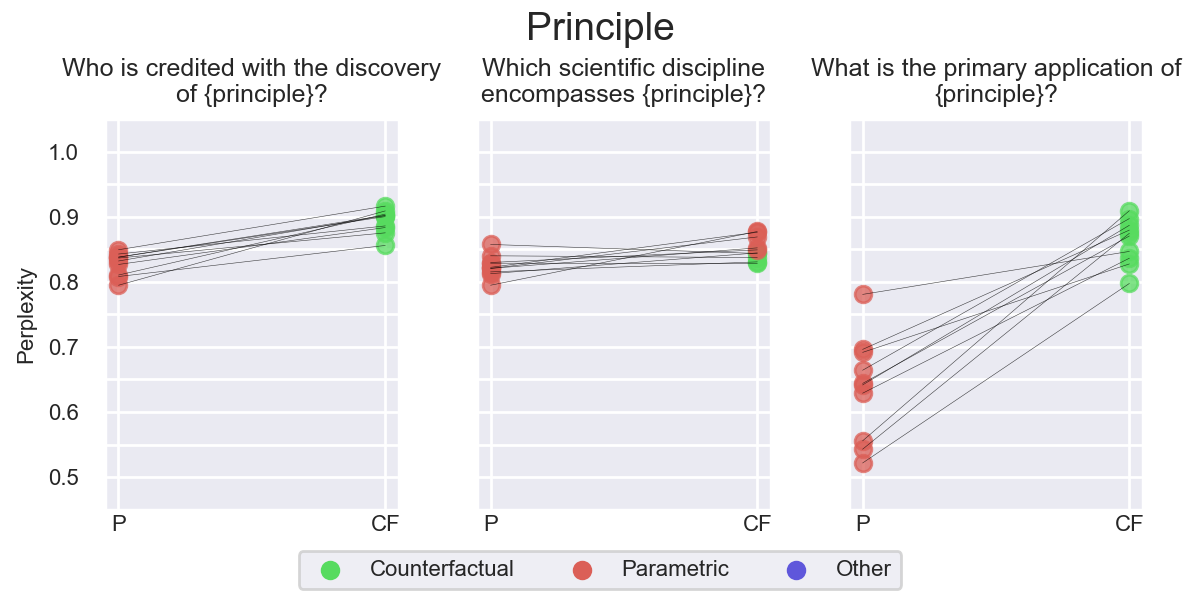 Principle
Who is credited with the discovery
of {principle}?
Which scientific discipline
encompasses {principle}?
What is the primary application of
{principle}?
Perplexity
1.0
0.9
0.8
0.7
0.6
0.5
P
CF
P
CF
P
CF
Counterfactual
Parametric
Other